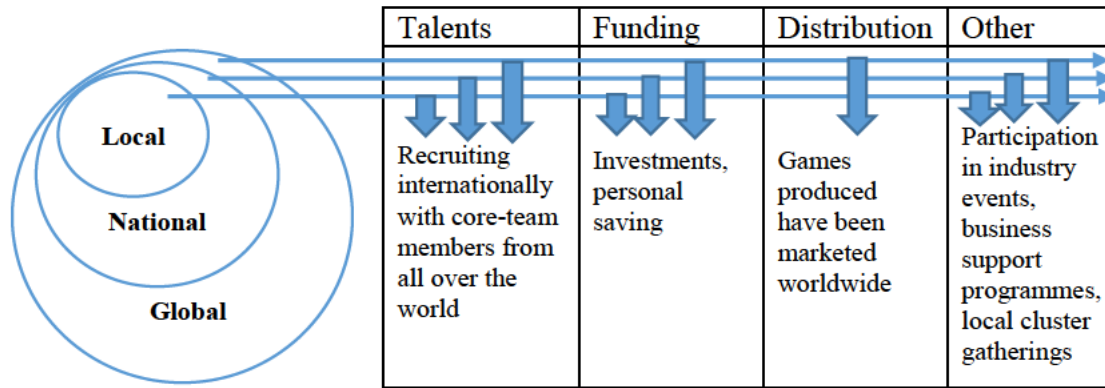 Talents
Funding
Distribution
Other
Local
National
Global
Recruiting
internationally
with core-team
members from
all over the
world
Investments,
personal
saving
Games
produced
have been
marketed
worldwide
Participation
in industry
events,
business
support
programmes,
local cluster
gatherings